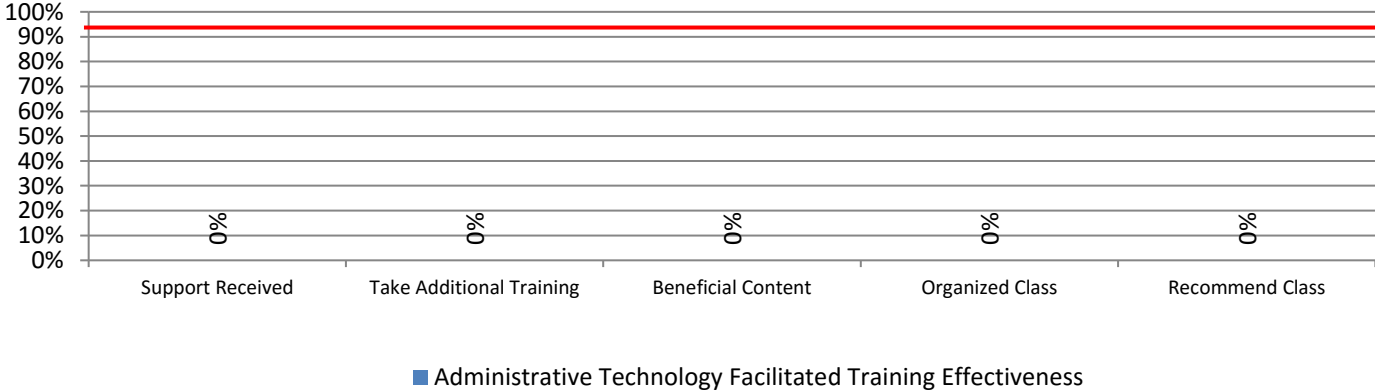 100%
90%
80%
70%
60%
50%
40%
30%
20%
10%
0%
0%
0%
0%
0%
0%
Support Received
Take Additional Training
Beneficial Content
Organized Class
Recommend Class
Administrative Technology Facilitated Training Effectiveness